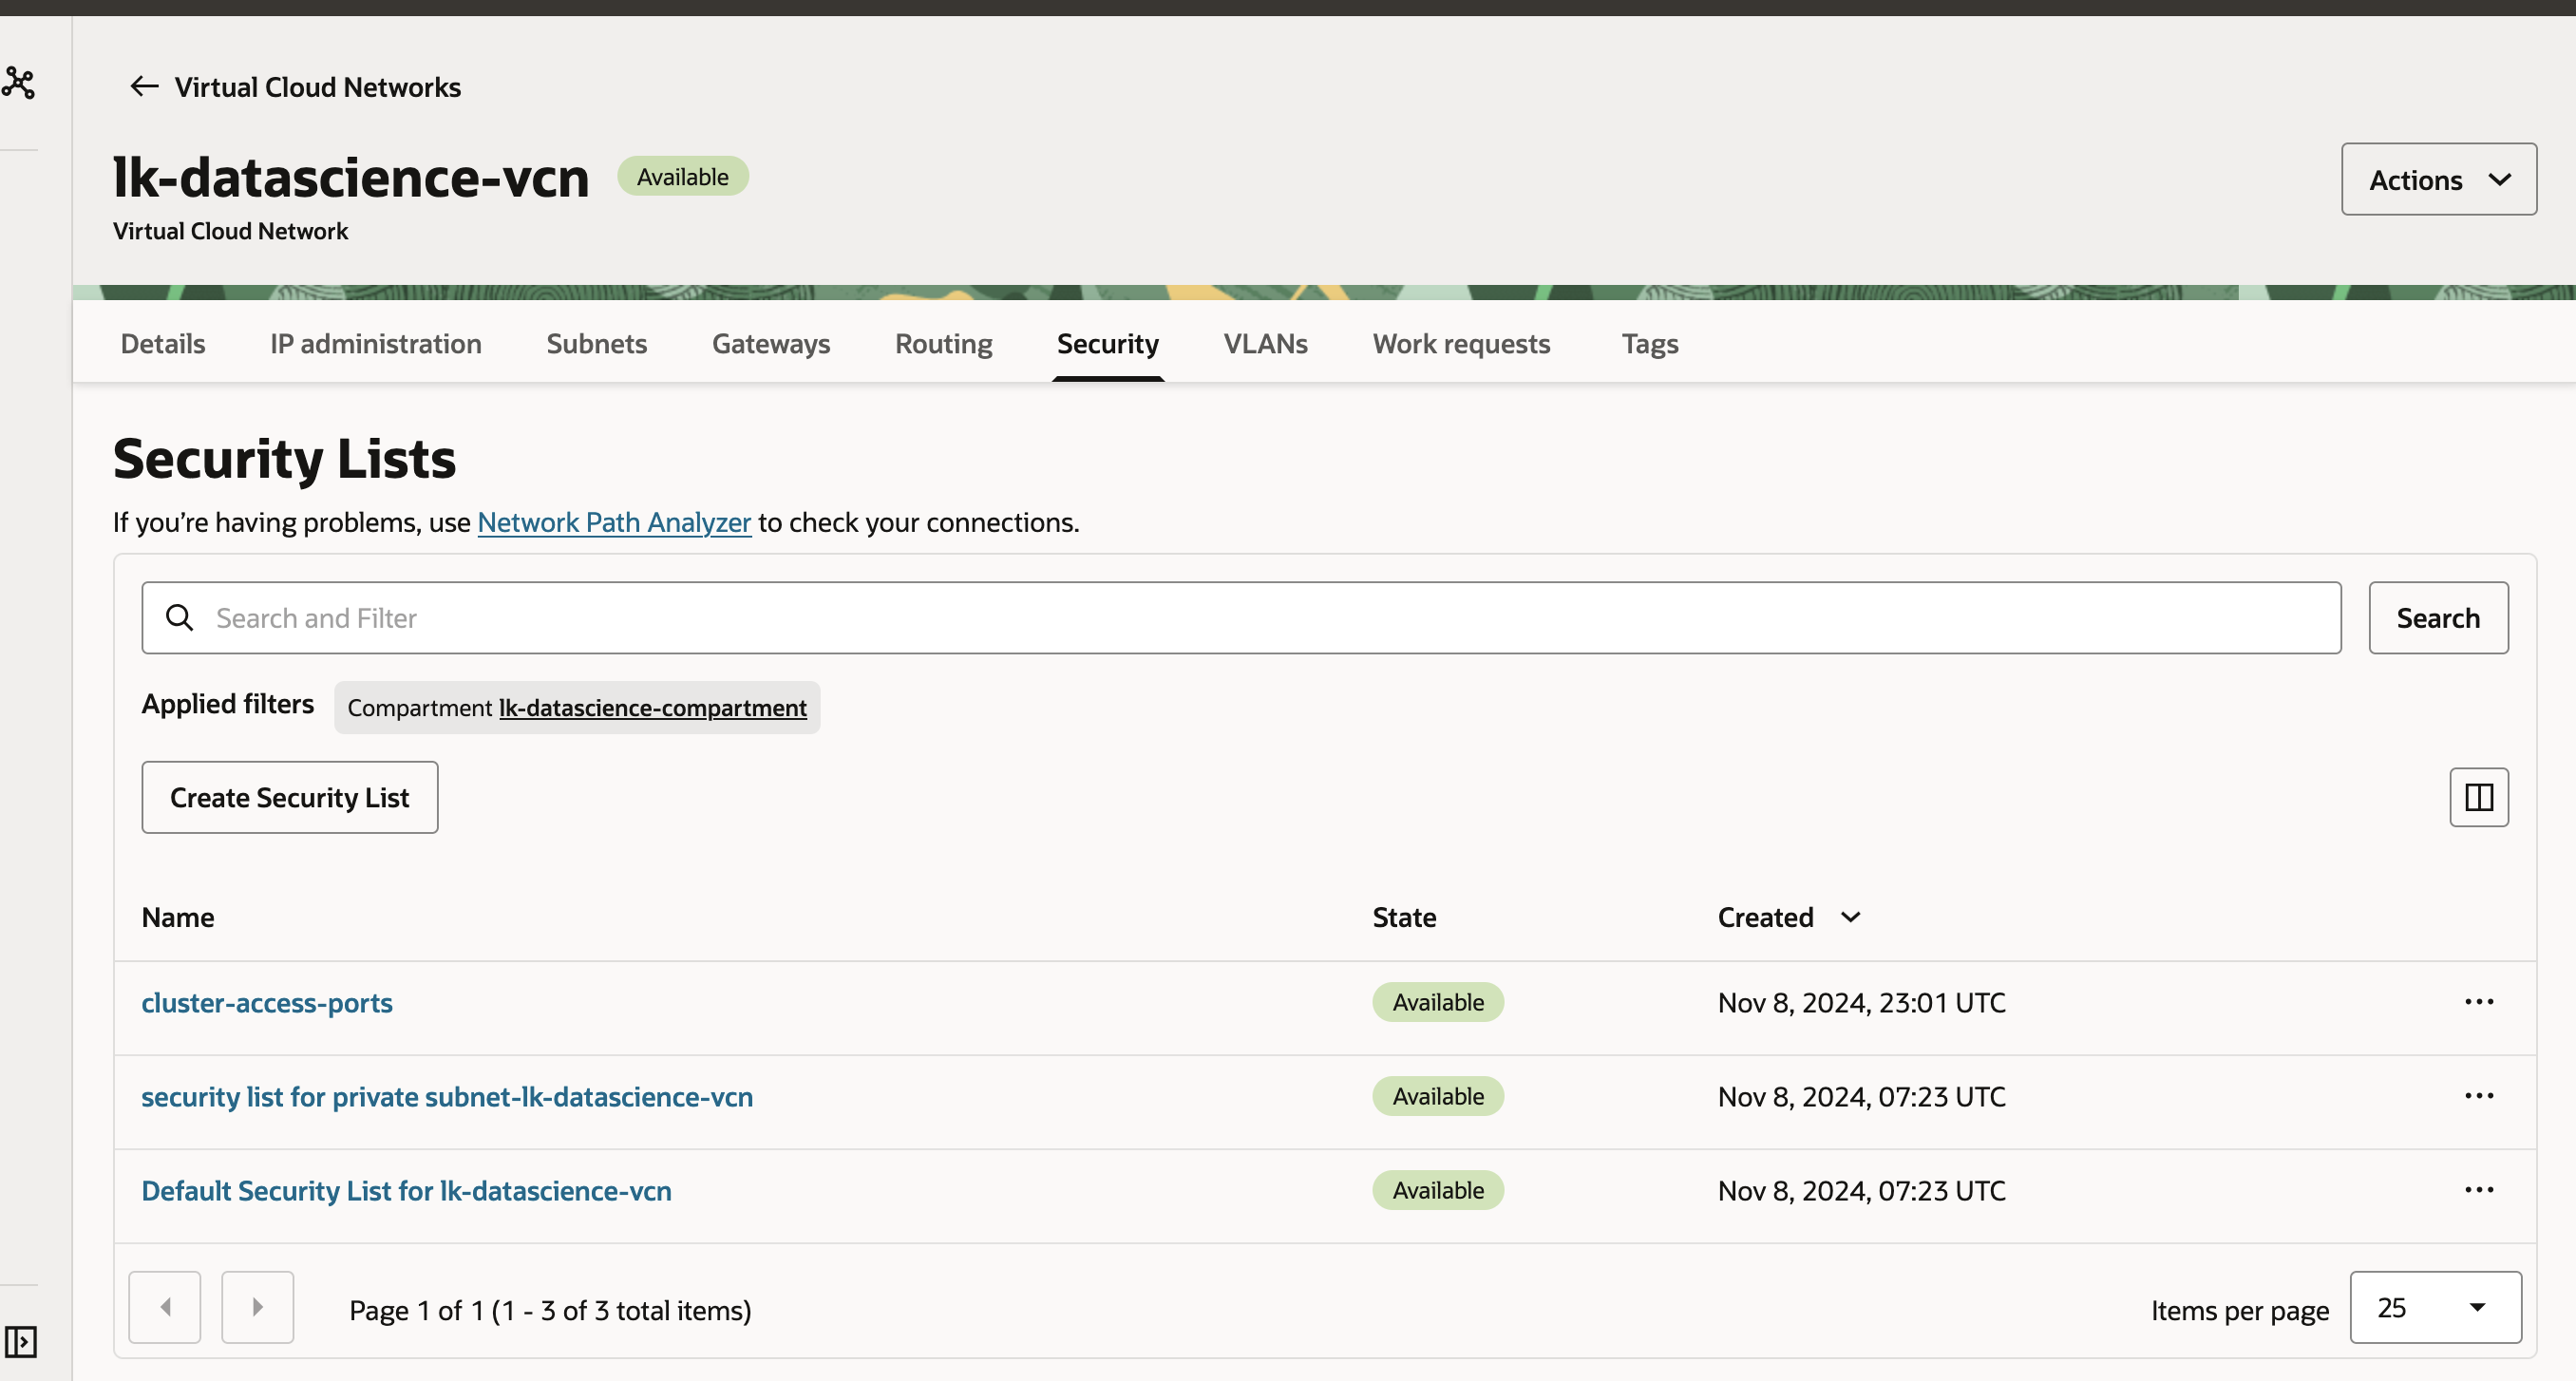 Virtual Cloud Networks
lk-datascience-vcn Available
Actions
Virtual Cloud Network
Details IP administration Subnets Gateways Routing Security VLANs Work requests Tags
Security Lists
If you’re having problems, use Network Path Analyzer to check your connections.
Search and Filter Search
Applied filters Compartment lk-datascience-compartment
Create Security List
Name State Created
cluster-access-ports Available Nov 8, 2024, 23:01 UTC
security list for private subnet-lk-datascience-vcn Available Nov 8, 2024, 07:23 UTC
Default Security List for lk-datascience-vcn Available Nov 8, 2024, 07:23 UTC
Page 1 of 1 (1 - 3 of 3 total items) Items per page 25